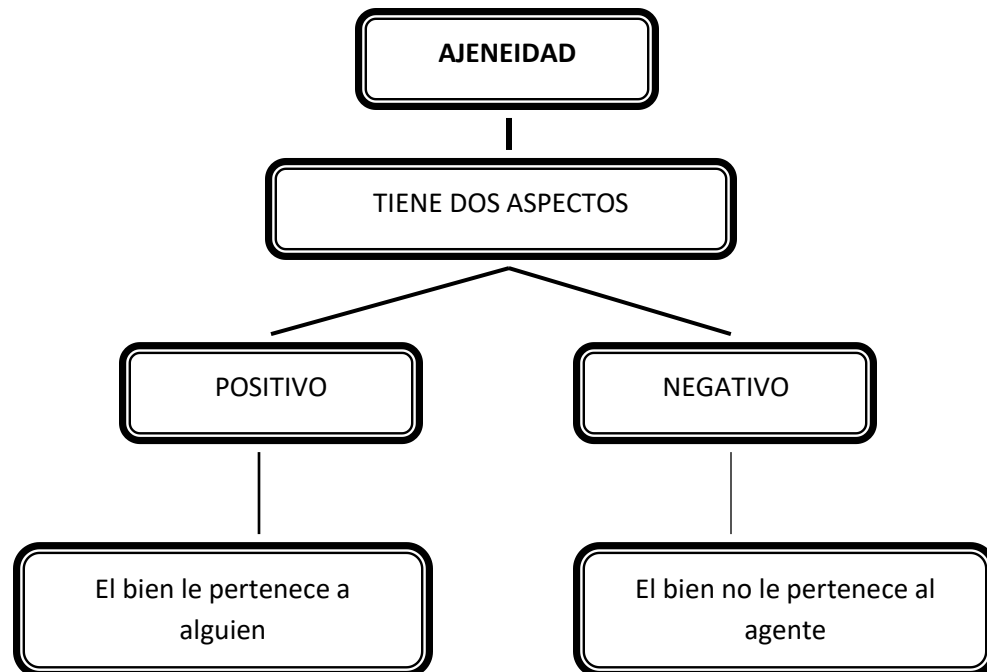 AJENEIDAD
TIENE DOS ASPECTOS
POSITIVO
NEGATIVO
El bien le pertenece a
alguien
El bien no le pertenece al
agente